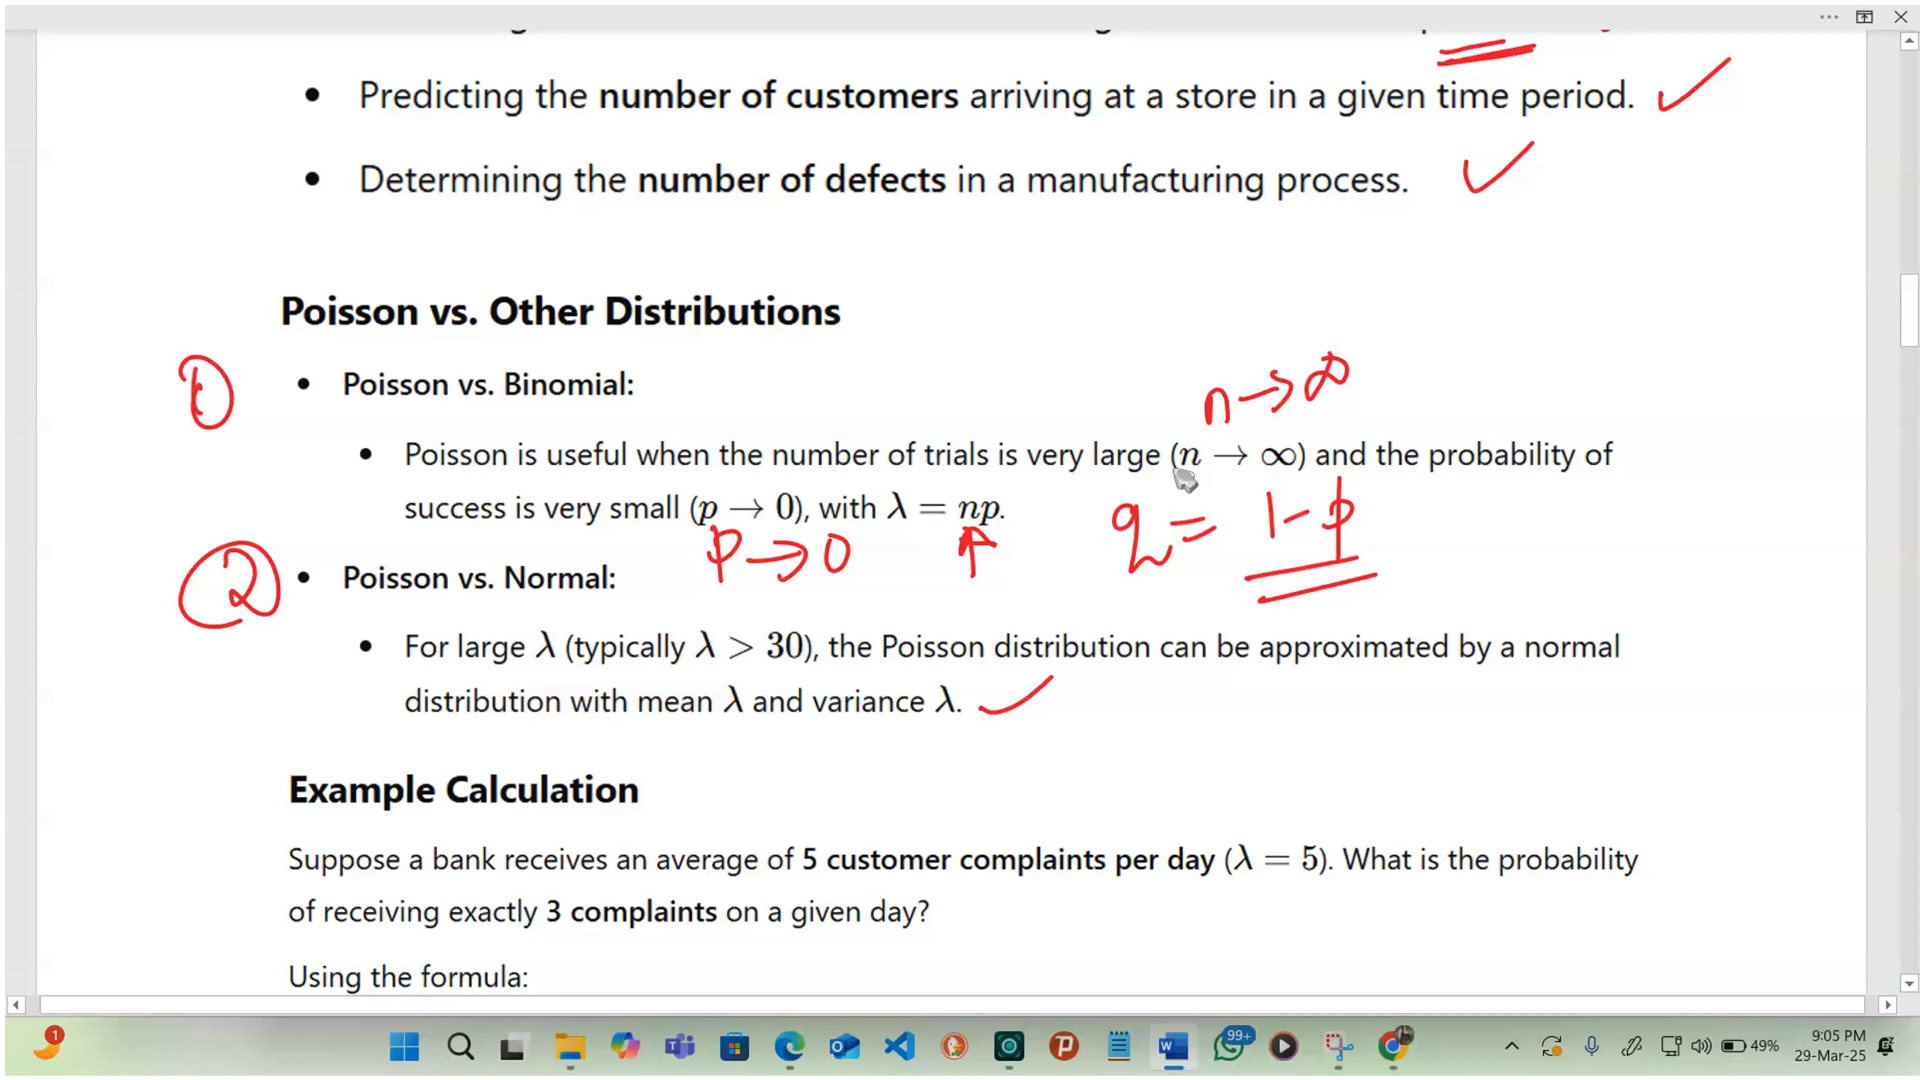 • Predicting the number of customers arriving at a store in a given time period.
• Determining the number of defects in a manufacturing process.
Poisson vs. Other Distributions
1
• Poisson vs. Binomial:
n → ∞
• Poisson is useful when the number of trials is very large (n → ∞) and the probability of
success is very small (p → 0), with λ = np.
q = 1 - p
p → 0
2
• Poisson vs. Normal:
• For large λ (typically λ > 30), the Poisson distribution can be approximated by a normal
distribution with mean λ and variance λ.
Example Calculation
Suppose a bank receives an average of 5 customer complaints per day (λ = 5). What is the probability
of receiving exactly 3 complaints on a given day?
Using the formula:
1
99+
49%
9:05 PM
29-Mar-25